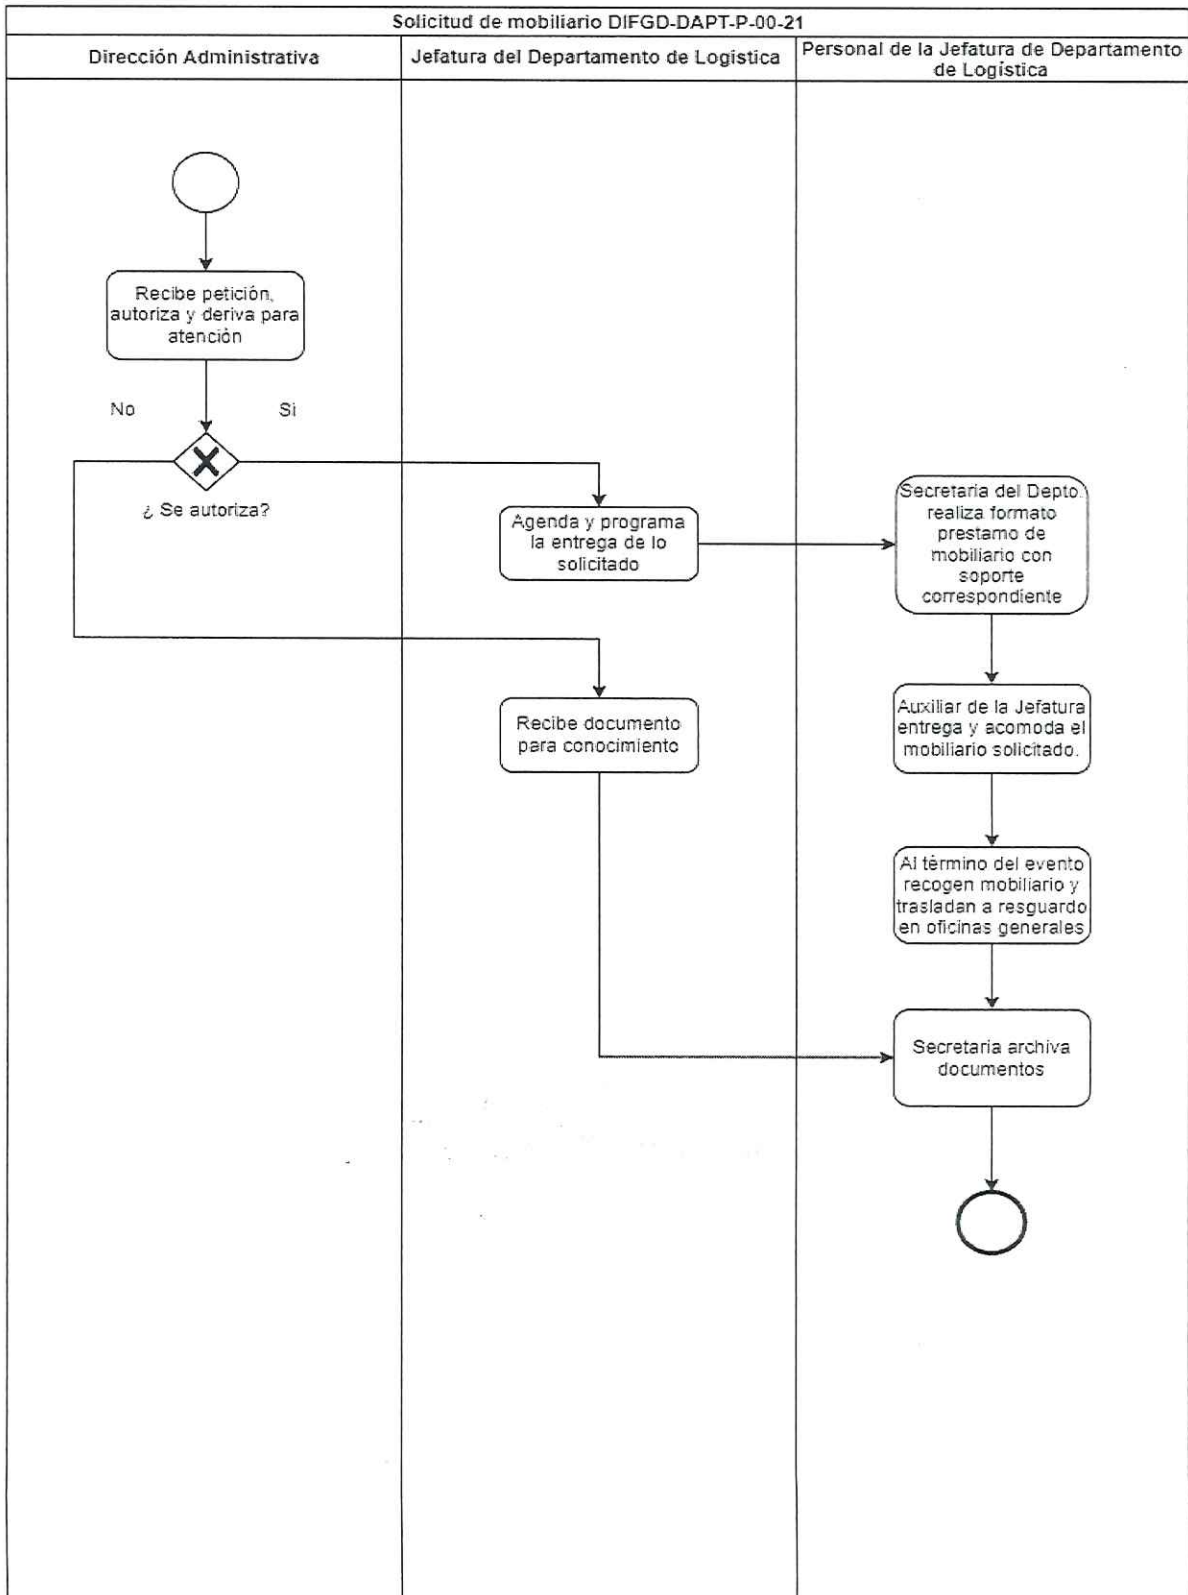 Solicitud de mobiliario DIFGD-DAPT-P-00-21
Dirección Administrativa
Jefatura del Departamento de Logística
Personal de la Jefatura de Departamento
de Logística
Recibe petición,
autoriza y deriva para
atención
No
Si
¿ Se autoriza?
Agenda y programa
la entrega de lo
solicitado
Secretaria del Depto.
realiza formato
prestamo de
mobiliario con
soporte
correspondiente
Recibe documento
para conocimiento
Auxiliar de la Jefatura
entrega y acomoda el
mobiliario solicitado.
Al término del evento
recogen mobiliario y
trasladan a resguardo
en oficinas generales
Secretaria archiva
documentos